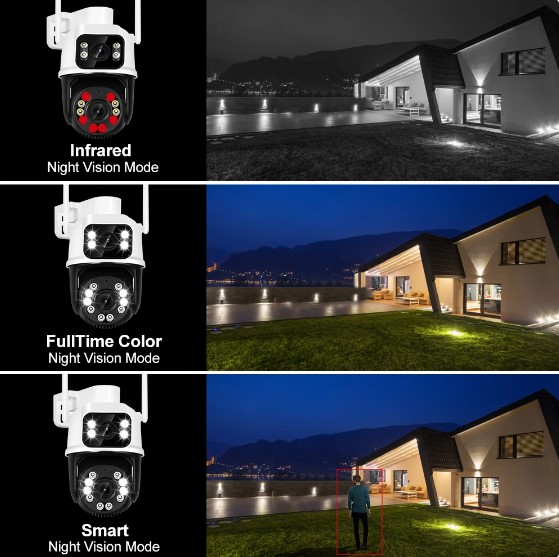 Infrared
Night Vision Mode
FullTime Color
Night Vision Mode
Smart
Night Vision Mode